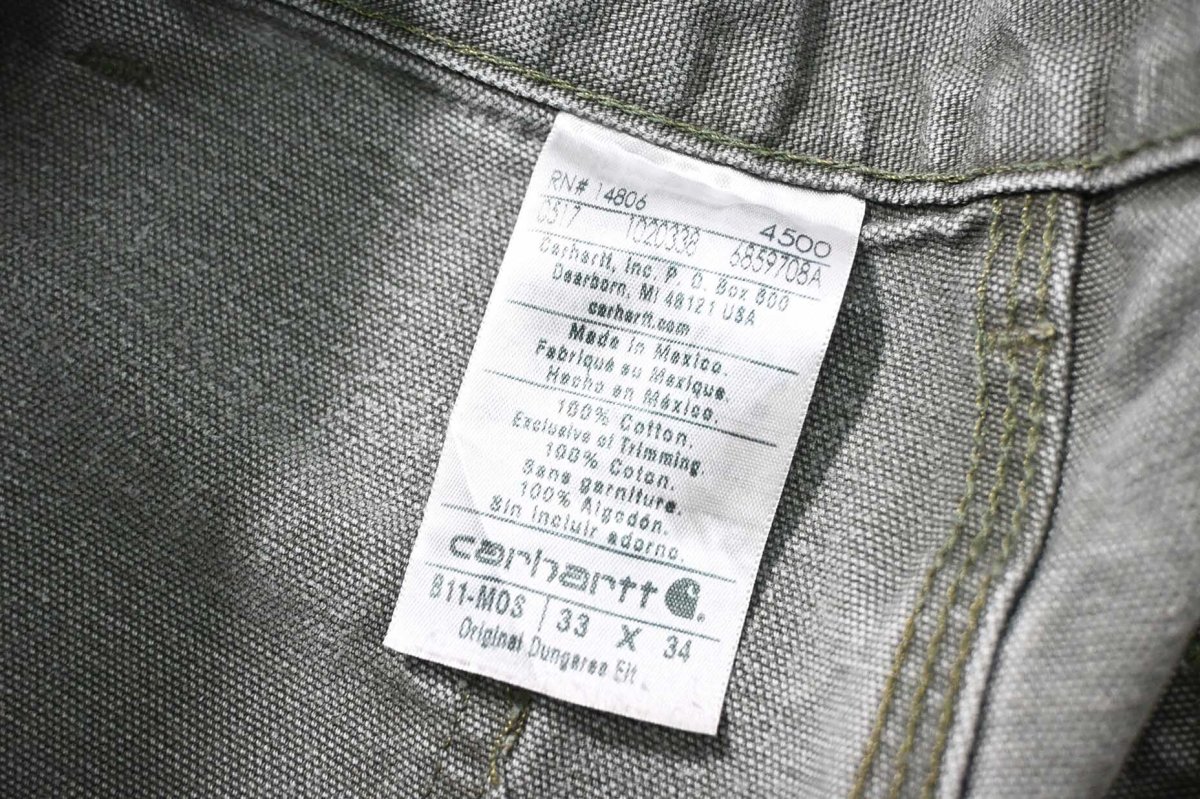 RN# 14806 4500
0517 1020338 6859708A
Carhartt, Inc. P. O. Box 600
Dearborn, MI 48121 USA
carhartt.com
Made in Mexico.
Fabriqué au Mexique.
Hecho en México.
100% Cotton.
Exclusive of Trimming.
100% Coton.
Sans garniture.
100% Algodón.
Sin incluir adorno.
carhartt
B11-MOS 33 X 34
Original Dungaree Fit